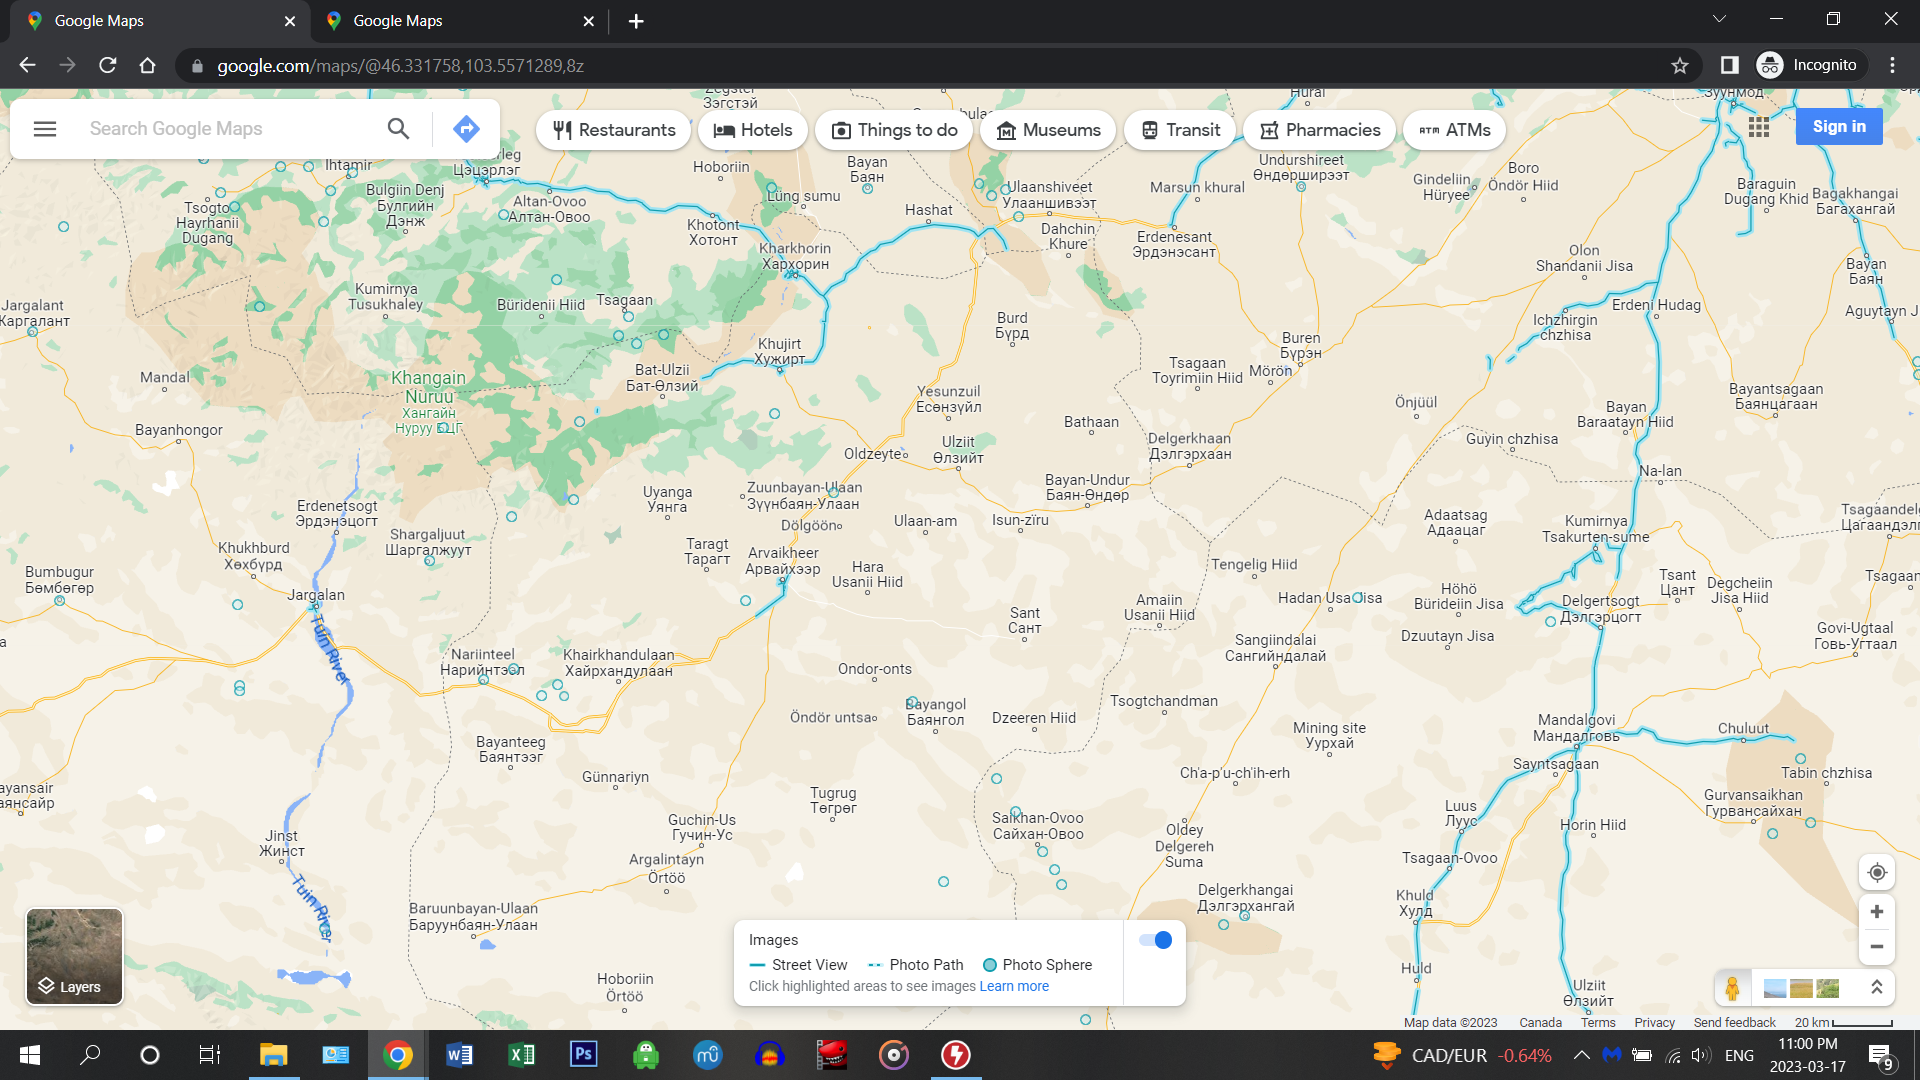 Google Maps
Google Maps
google.com/maps/@46.331758,103.5571289,8z
Incognito
Search Google Maps
Restaurants
Hotels
Things to do
Museums
Transit
Pharmacies
ATM ATMs
Sign in
Зэгстэй
Hural
Зуунмод
Цэцэрлэг
Ihtamir
Bulgiin Denj
Булгийн
Дэнж
Tsogto
Hayrhanii
Dugang
Altan-Ovoo
Алтан-Овоо
Hoboriin
Bayan
Баян
Lüng sumu
Khotont
Хотонт
Hashat
Kharkhorin
Хархорин
Ulaanshiveet
Улааншивээт
Dahchin
Khure
Marsun khural
Erdenesant
Эрдэнэсант
Undurshireet
Өндөрширээт
Gindeliin
Hüryee
Boro
Öndör Hiid
Baraguin
Dugang Khid
Bagakhangai
Багахангай
Olon
Shandanii Jisa
Bayan
Баян
Jargalant
Жаргалант
Kumirnya
Tusukhaley
Büridenii Hiid
Tsagaan
Burd
Бүрд
Erdeni Hudag
Ichzhirgin
chzhisa
Aguytayn J
Khujirt
Хужирт
Buren
Бүрэн
Mörön
Tsagaan
Toyrimiin Hiid
Mandal
Khangain
Nuruu
Хангайн
Нуруу БЦГ
Bat-Ulzii
Бат-Өлзий
Yesunzuil
Есөнзүйл
Önjüül
Bayantsagaan
Баянцагаан
Bayan
Baraatayn Hiid
Bathaan
Bayanhongor
Ulziit
Өлзийт
Oldzeyte
Delgerkhaan
Дэлгэрхаан
Guyin chzhisa
Na-lan
Bayan-Undur
Баян-Өндөр
Uyanga
Уянга
Zuunbayan-Ulaan
Зүүнбаян-Улаан
Dölgöön
Ulaan-am
Isun-zïru
Erdenetsogt
Эрдэнэцогт
Shargaljuut
Шаргалжуут
Adaatsag
Адаацаг
Kumirnya
Tsakurten-sume
Tsagaandel
Цагаандэл
Khukhburd
Хөхбүрд
Taragt
Тарагт
Arvaikheer
Арвайхээр
Hara
Usanii Hiid
Tengelig Hiid
Bumbugur
Бөмбөгөр
Jargalan
Hadan Usa Jisa
Höhö
Bürideiin Jisa
Tsant
Цант
Degcheiin
Jisa Hiid
Tsagaan
Delgertsogt
Дэлгэрцогт
Amaiin
Usanii Hiid
Sant
Сант
Tuin River
Dzuutayn Jisa
Govi-Ugtaal
Говь-Угтаал
Sangiindalai
Сангийндалай
Nariinteel
Нарийнтээл
Khairkhandulaan
Хайрхандулаан
Ondor-onts
Öndör untsa
Bayangol
Баянгол
Dzeeren Hiid
Tsogtchandman
Mining site
Уурхай
Mandalgovi
Мандалговь
Chuluut
Bayanteeg
Баянтээг
Günnariyn
Ch'a-p'u-ch'ih-erh
Sayntsagaan
Tabin chzhisa
Tugrug
Төгрөг
Gurvansaikhan
Гурвансайхан
Luus
Луус
Guchin-Us
Гучин-Ус
Saikhan-Ovoo
Сайхан-Овоо
Oldey
Delgereh
Suma
Horin Hiid
Jinst
Жинст
Argalintayn
Örtöö
Tsagaan-Ovoo
Tuin River
Baruunbayan-Ulaan
Баруунбаян-Улаан
Delgerkhangai
Дэлгэрхангай
Khuld
Хулд
Huld
Hoboriin
Örtöö
Ulziit
Өлзийт
Layers
Images
Street View
Photo Path
Photo Sphere
Click highlighted areas to see images Learn more
Map data ©2023
Canada
Terms
Privacy
Send feedback
20 km
CAD/EUR -0.64%
ENG
11:00 PM
2023-03-17
9